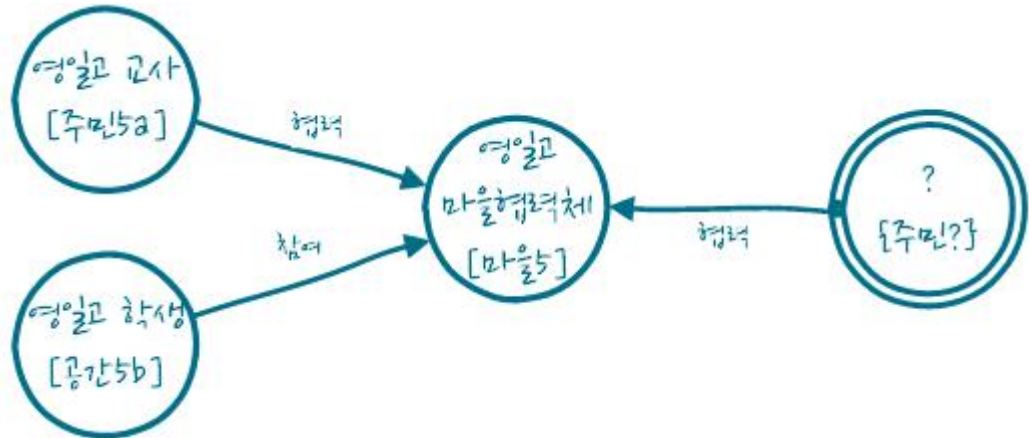 영일고 교사
[주민5a]
협력
영일고
마을협력체
[마을5]
?
{주민?}
협력
참여
영일고 학생
[공간5b]